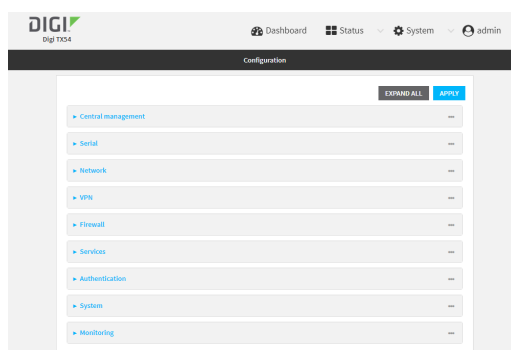 DIGI
Digi TX54
Dashboard Status System admin
Configuration
EXPAND ALL APPLY
Central management
Serial
Network
VPN
Firewall
Services
Authentication
System
Monitoring